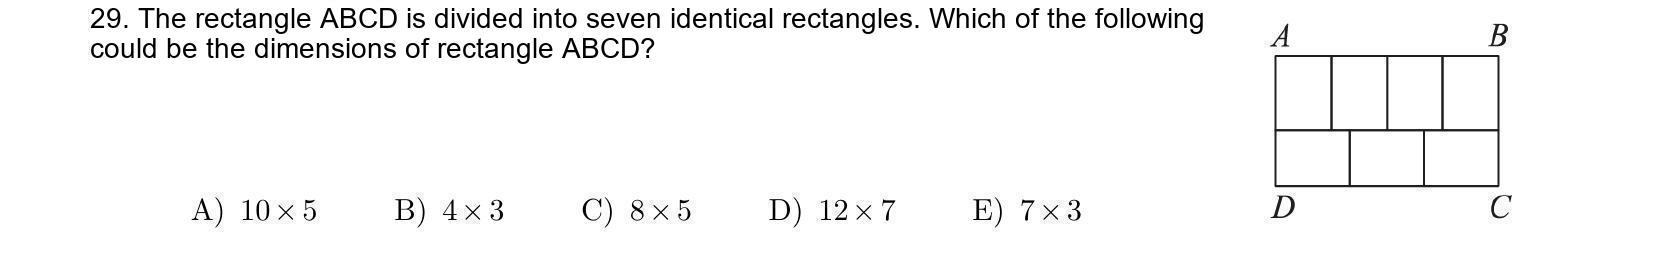 29. The rectangle ABCD is divided into seven identical rectangles. Which of the following
could be the dimensions of rectangle ABCD?
A B
D C
A) 10 × 5 B) 4 × 3 C) 8 × 5 D) 12 × 7 E) 7 × 3